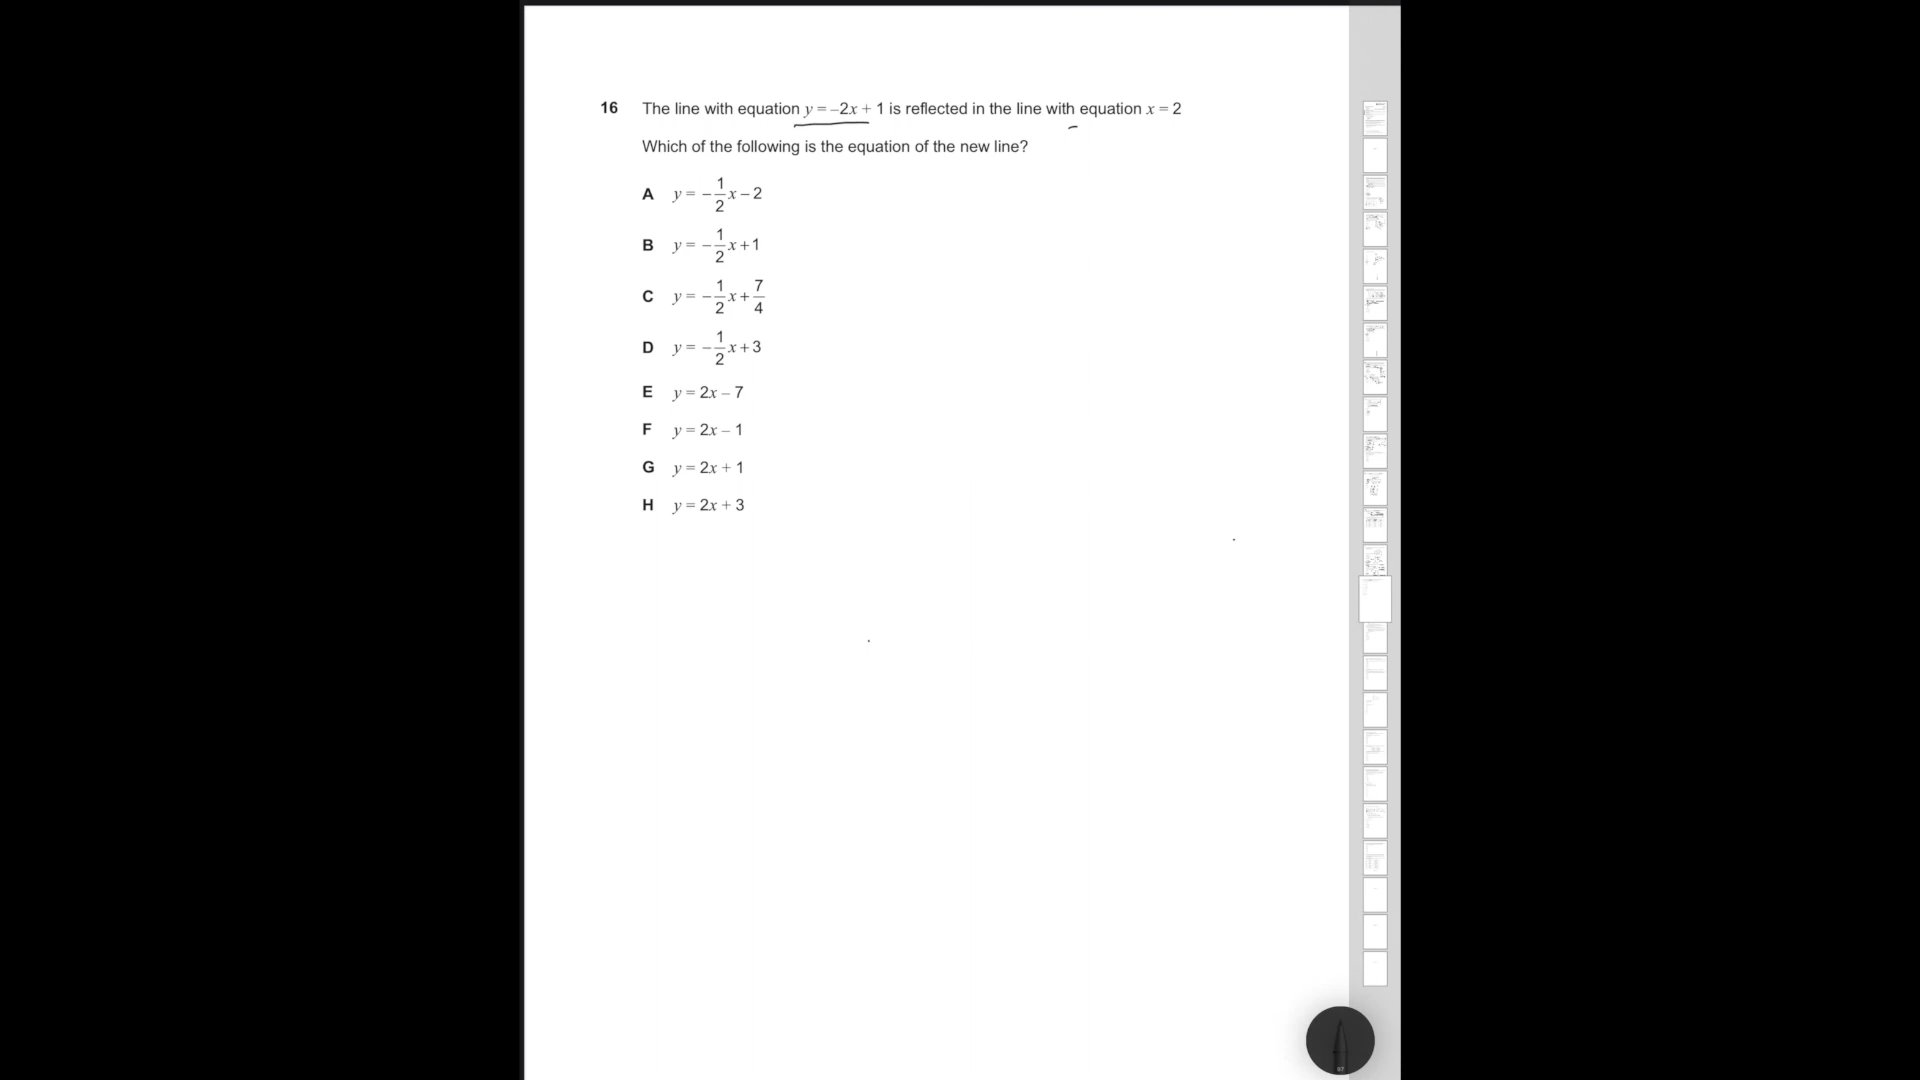 16 The line with equation y = –2x + 1 is reflected in the line with equation x = 2
Which of the following is the equation of the new line?
A y = –1/2x – 2
B y = –1/2x + 1
C y = –1/2x + 7/4
D y = –1/2x + 3
E y = 2x – 7
F y = 2x – 1
G y = 2x + 1
H y = 2x + 3
97